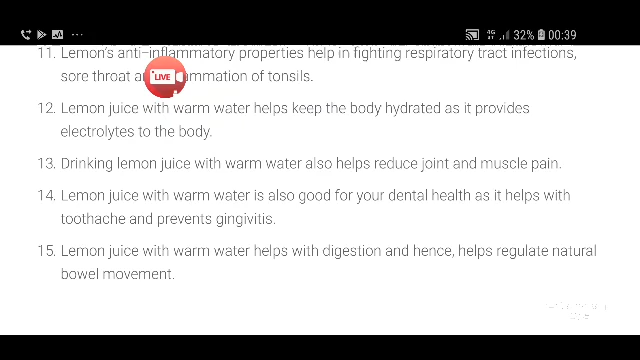 32% 00:39
11. Lemon's anti-inflammatory properties help in fighting respiratory tract infections,
LIVE
sore throat ammation of tonsils.
12. Lemon juice with warm water helps keep the body hydrated as it provides
electrolytes to the body.
13. Drinking lemon juice with warm water also helps reduce joint and muscle pain.
14. Lemon juice with warm water is also good for your dental health as it helps with
toothache and prevents gingivitis.
15. Lemon juice with warm water helps with digestion and hence, helps regulate natural
bowel movement.